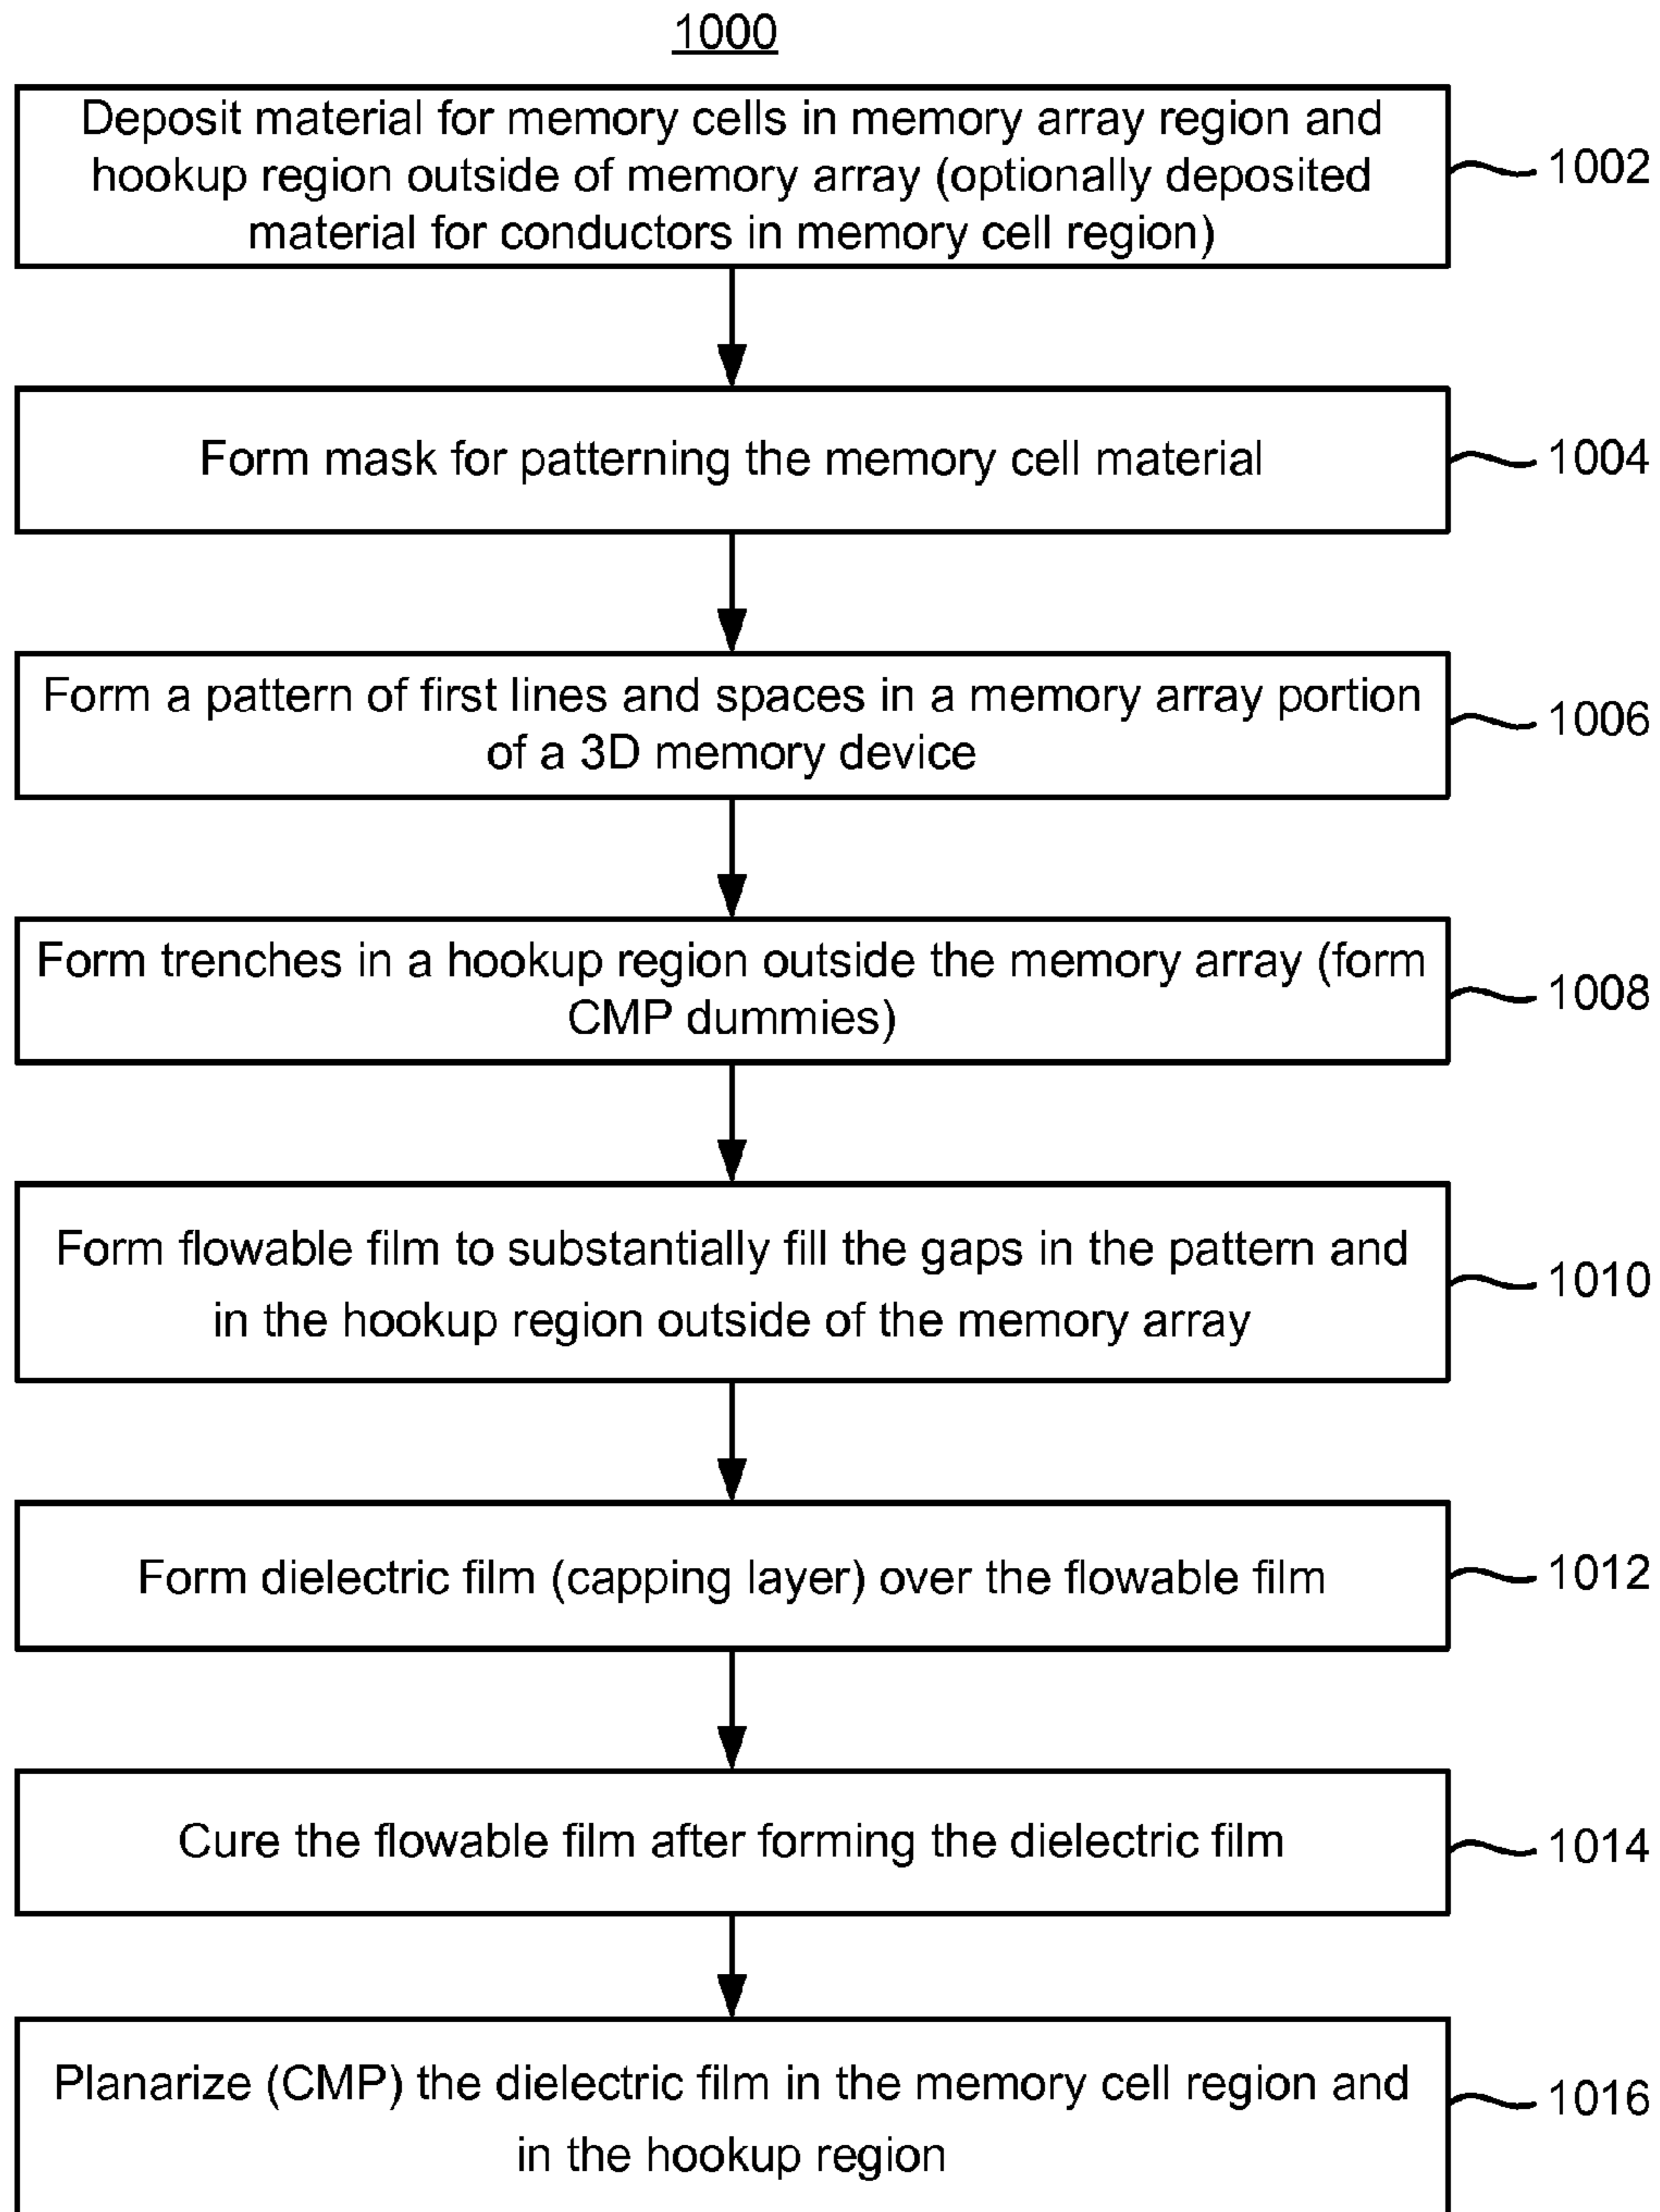 1000
Deposit material for memory cells in memory array region and
hookup region outside of memory array (optionally deposited
material for conductors in memory cell region)
1002
Form mask for patterning the memory cell material
1004
Form a pattern of first lines and spaces in a memory array portion
of a 3D memory device
1006
Form trenches in a hookup region outside the memory array (form
CMP dummies)
1008
Form flowable film to substantially fill the gaps in the pattern and
in the hookup region outside of the memory array
1010
Form dielectric film (capping layer) over the flowable film
1012
Cure the flowable film after forming the dielectric film
1014
Planarize (CMP) the dielectric film in the memory cell region and
in the hookup region
1016